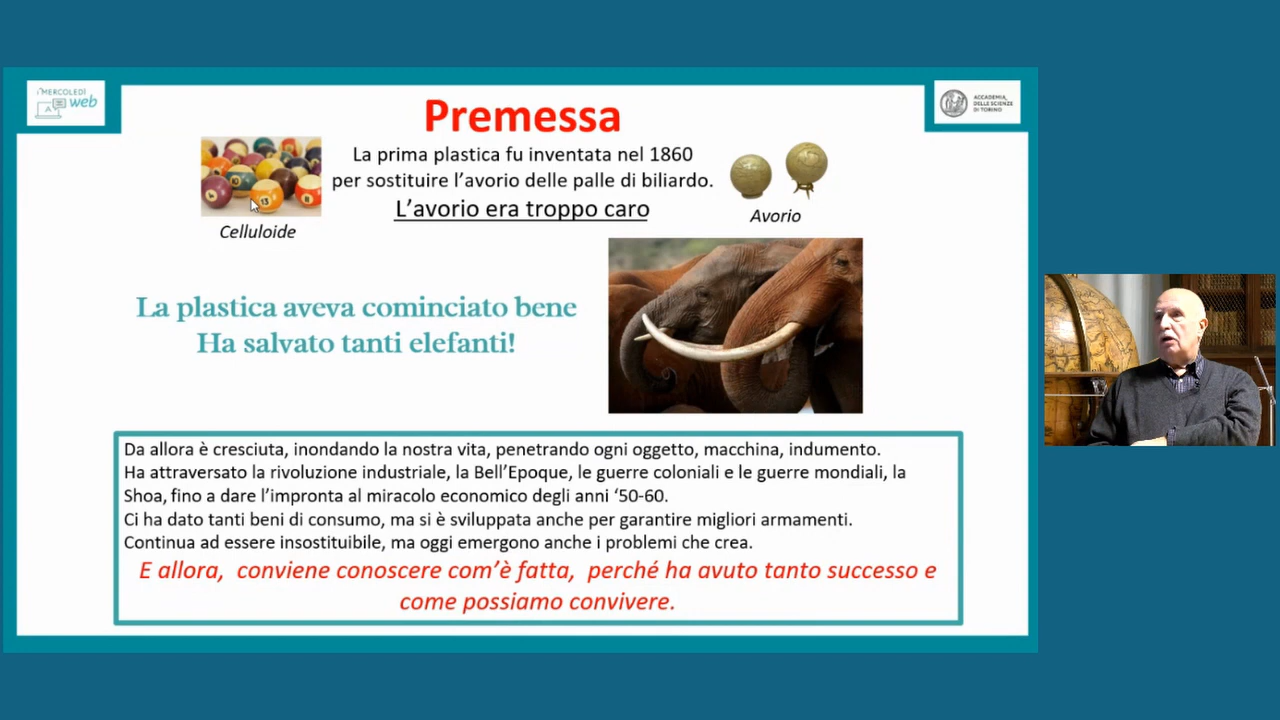 i MERCOLEDÌ
web
A
ACCADEMIA
DELLE SCIENZE
DI TORINO
Premessa
La prima plastica fu inventata nel 1860
per sostituire l’avorio delle palle di biliardo.
L’avorio era troppo caro
10
13
Celluloide
Avorio
La plastica aveva cominciato bene
Ha salvato tanti elefanti!
Da allora è cresciuta, inondando la nostra vita, penetrando ogni oggetto, macchina, indumento.
Ha attraversato la rivoluzione industriale, la Bell’Epoque, le guerre coloniali e le guerre mondiali, la
Shoa, fino a dare l’impronta al miracolo economico degli anni ‘50-60.
Ci ha dato tanti beni di consumo, ma si è sviluppata anche per garantire migliori armamenti.
Continua ad essere insostituibile, ma oggi emergono anche i problemi che crea.
E allora, conviene conoscere com’è fatta, perché ha avuto tanto successo e
come possiamo convivere.